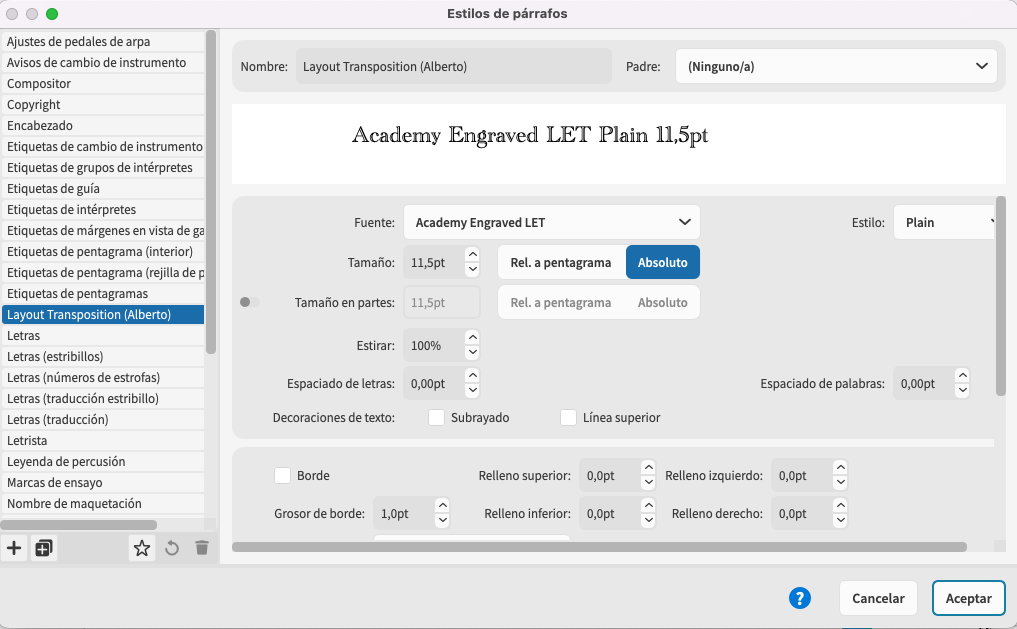 Estilos de párrafos
Ajustes de pedales de arpa
Avisos de cambio de instrumento
Compositor
Copyright
Encabezado
Etiquetas de cambio de instrumento
Etiquetas de grupos de intérpretes
Etiquetas de guía
Etiquetas de intérpretes
Etiquetas de márgenes en vista de ga
Etiquetas de pentagrama (interior)
Etiquetas de pentagrama (rejilla de p
Etiquetas de pentagramas
Layout Transposition (Alberto)
Letras
Letras (estribillos)
Letras (números de estrofas)
Letras (traducción estribillo)
Letras (traducción)
Letrista
Leyenda de percusión
Marcas de ensayo
Nombre de maquetación
Nombre: Layout Transposition (Alberto) Padre: (Ninguno/a)
Academy Engraved LET Plain 11,5pt
Fuente: Academy Engraved LET Estilo: Plain
Tamaño: 11,5pt Rel. a pentagrama Absoluto
Tamaño en partes: 11,5pt Rel. a pentagrama Absoluto
Estirar: 100%
Espaciado de letras: 0,00pt Espaciado de palabras: 0,00pt
Decoraciones de texto: Subrayado Línea superior
Borde Relleno superior: 0,0pt Relleno izquierdo: 0,0pt
Grosor de borde: 1,0pt Relleno inferior: 0,0pt Relleno derecho: 0,0pt
? Cancelar Aceptar